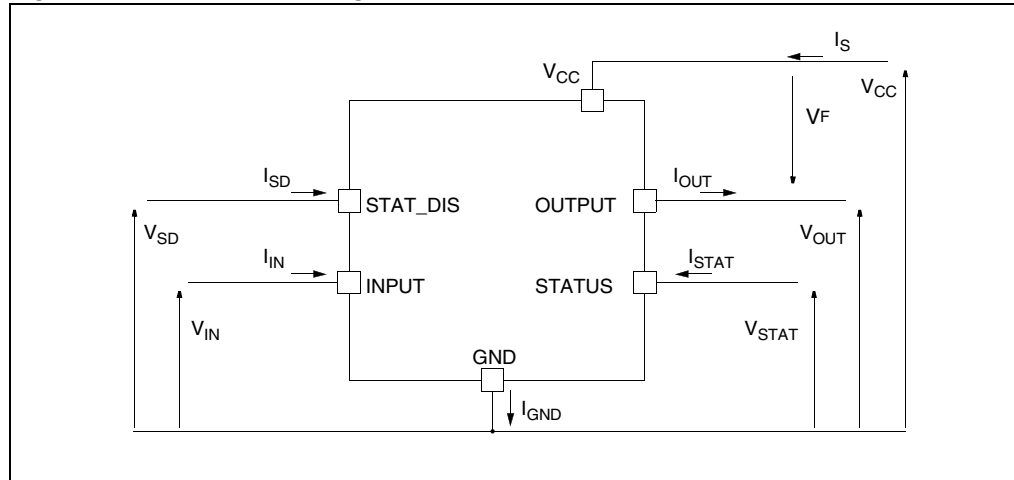 I_S
V_CC
V_CC
V_F
I_SD
I_OUT
STAT_DIS
OUTPUT
V_SD
V_OUT
I_IN
I_STAT
INPUT
STATUS
V_IN
V_STAT
GND
I_GND